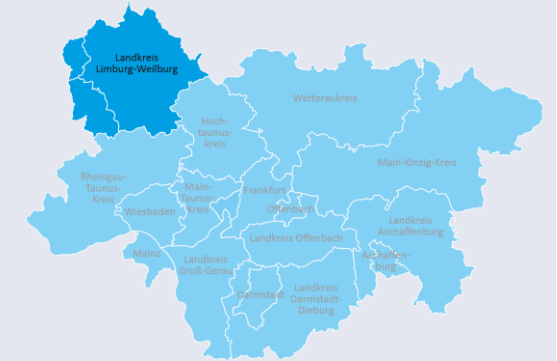 Landkreis
Limburg-Weilburg
Wetteraukreis
Hoch-
taunus-
kreis
Main-Kinzig-Kreis
Rheingau-
Taunus-
Kreis
Main-
Taunus-
Kreis
Frankfurt
Wiesbaden
Offenbach
Landkreis
Aschaffenburg
Landkreis Offenbach
Mainz
Landkreis
Groß-Gerau
Aschaffen-
burg
Darmstadt
Landkreis
Darmstadt-
Dieburg